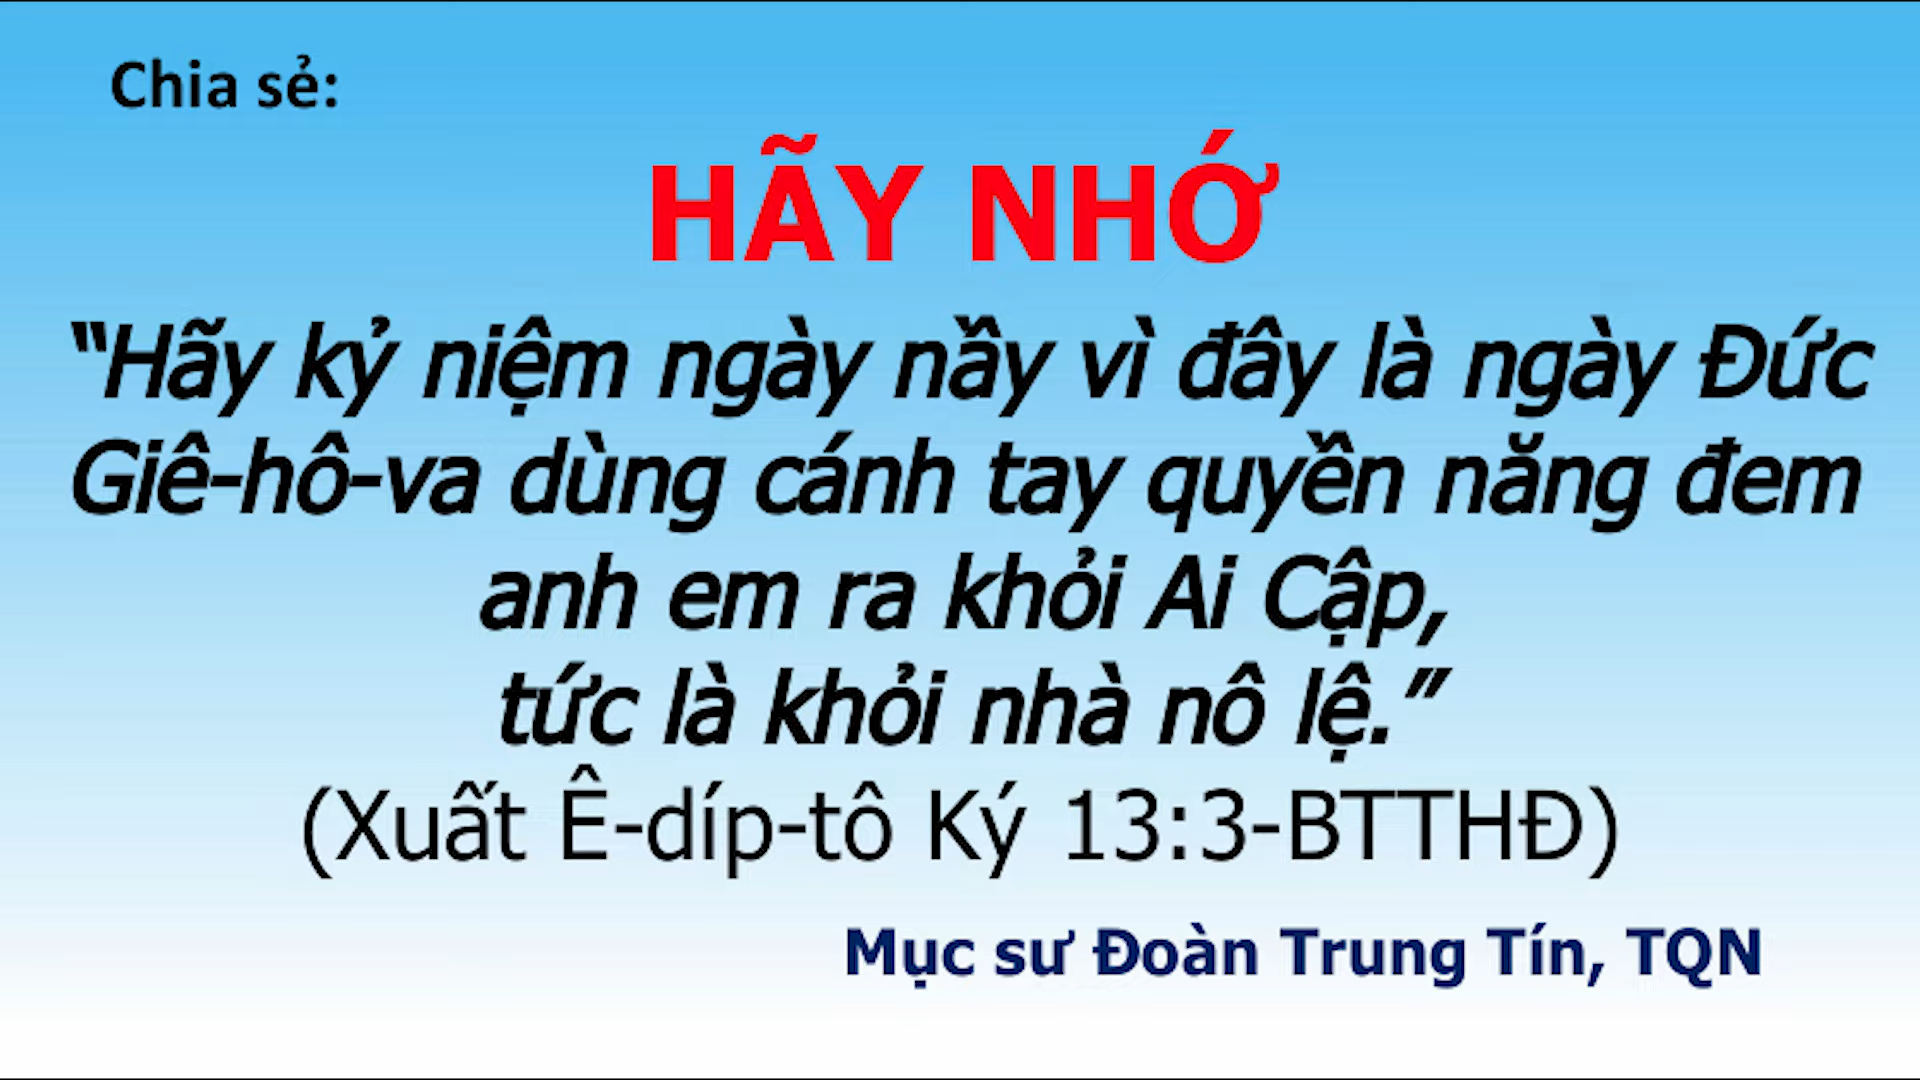 Chia sẻ:
HÃY NHỚ
“Hãy kỷ niệm ngày nầy vì đây là ngày Đức
Giê-hô-va dùng cánh tay quyền năng đem
anh em ra khỏi Ai Cập,
tức là khỏi nhà nô lệ.”
(Xuất Ê-díp-tô Ký 13:3-BTTHĐ)
Mục sư Đoàn Trung Tín, TQN